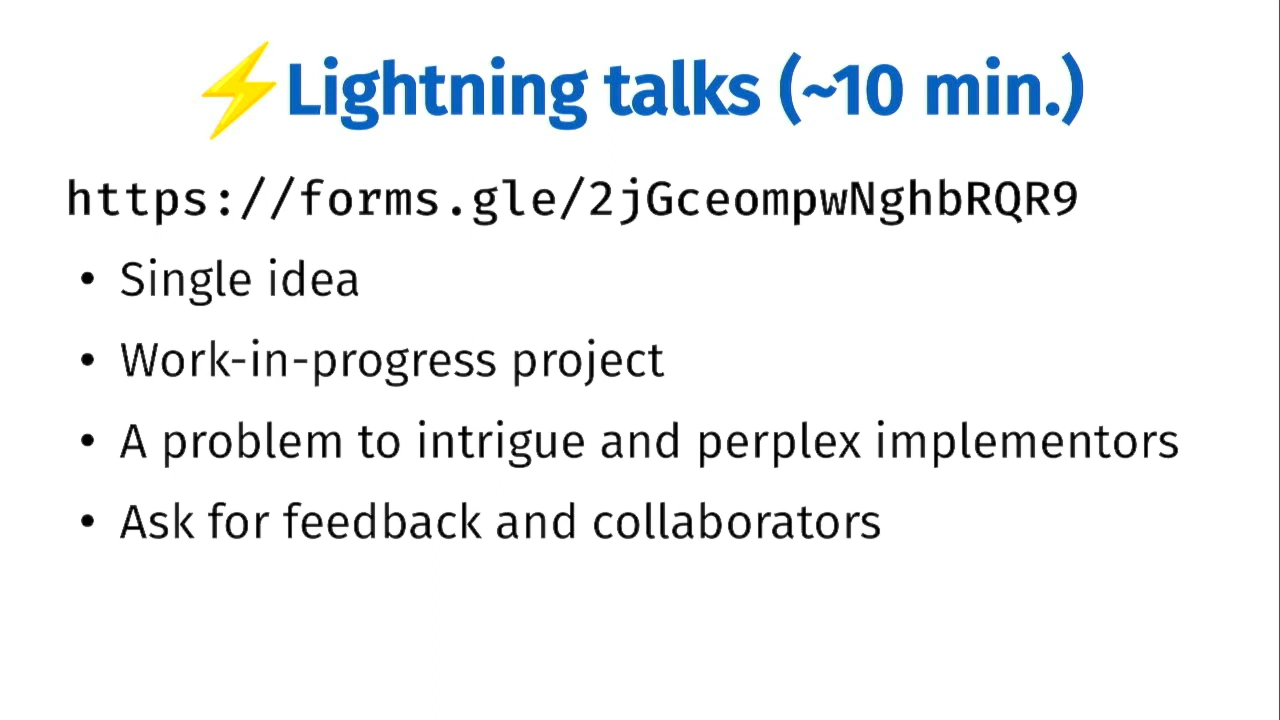 ⚡Lightning talks (~10 min.)
https://forms.gle/2jGceompwNghbRQR9
• Single idea
• Work-in-progress project
• A problem to intrigue and perplex implementors
• Ask for feedback and collaborators